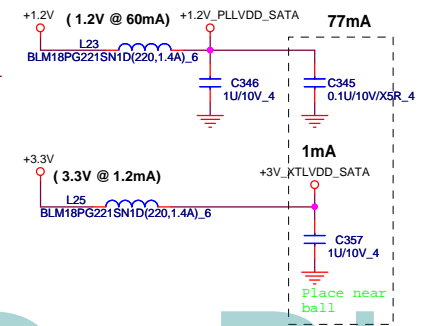 +1.2V
( 1.2V @ 60mA)
+1.2V_PLLVDD_SATA
77mA
L23
BLM18PG221SN1D(220,1.4A)_6
C346
1U/10V_4
C345
0.1U/10V/X5R_4
1mA
+3.3V
( 3.3V @ 1.2mA)
+3V_XTLVDD_SATA
L25
BLM18PG221SN1D(220,1.4A)_6
C357
1U/10V_4
Place near
ball